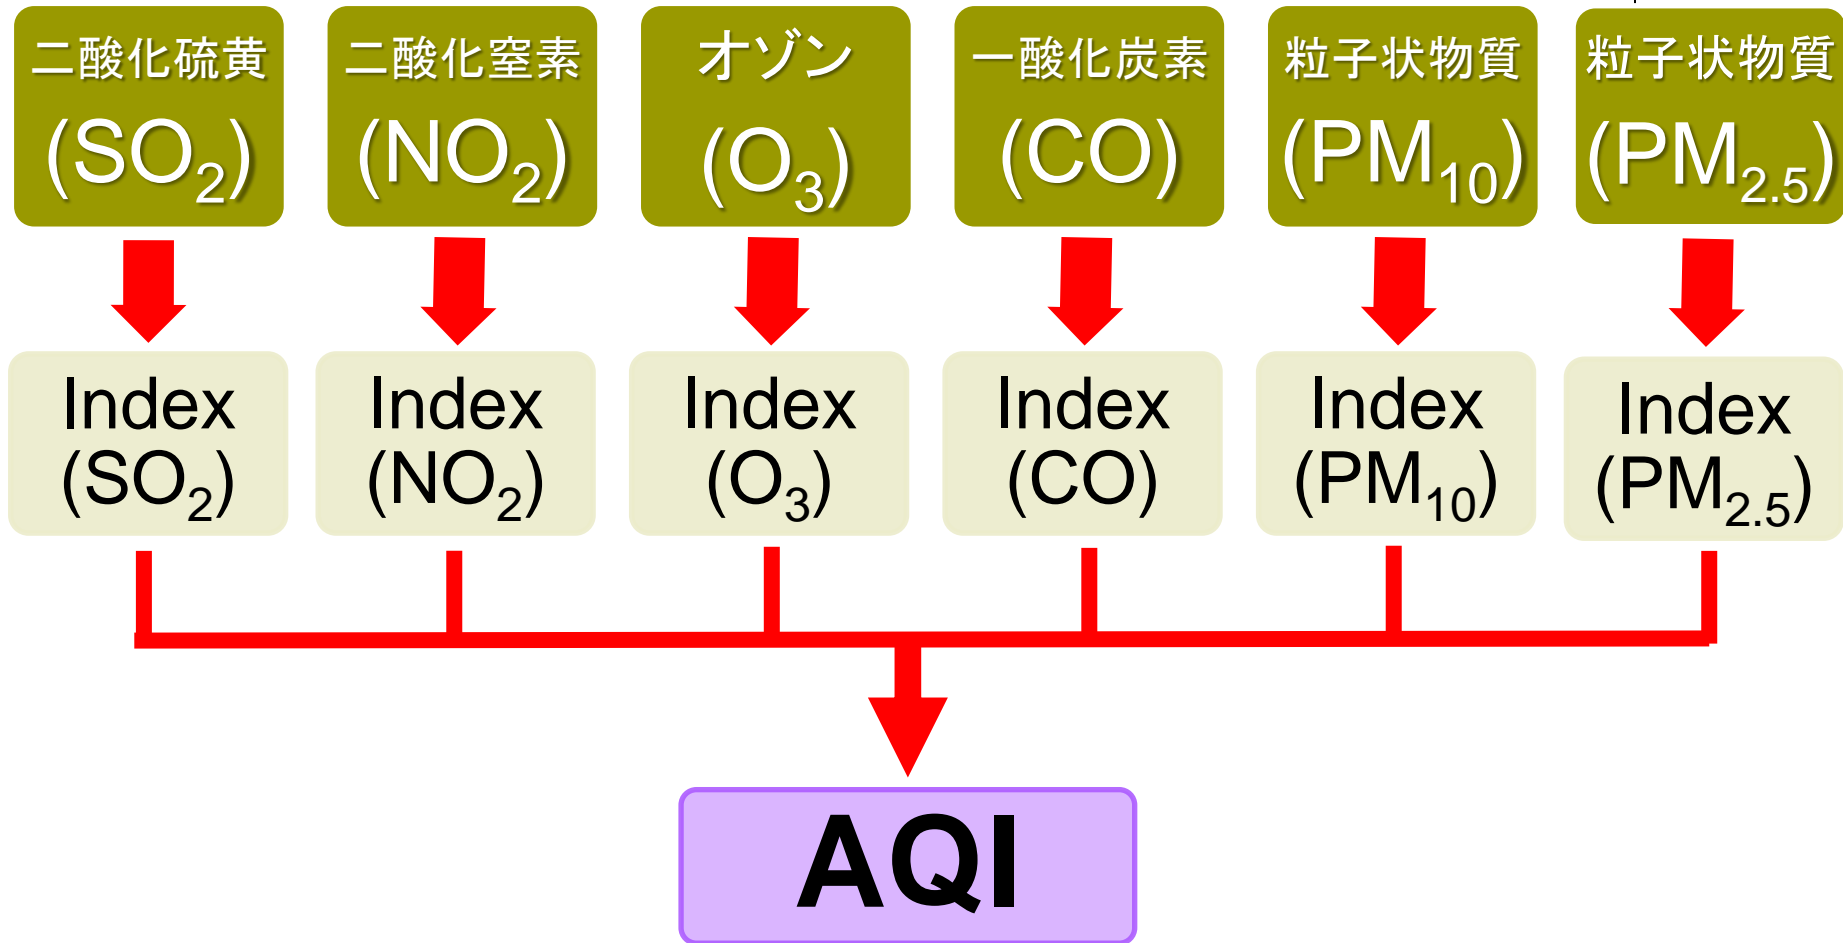 二酸化硫黄
(SO₂)
二酸化窒素
(NO₂)
オゾン
(O₃)
一酸化炭素
(CO)
粒子状物質
(PM₁₀)
粒子状物質
(PM₂.₅)
Index
(SO₂)
Index
(NO₂)
Index
(O₃)
Index
(CO)
Index
(PM₁₀)
Index
(PM₂.₅)
AQI